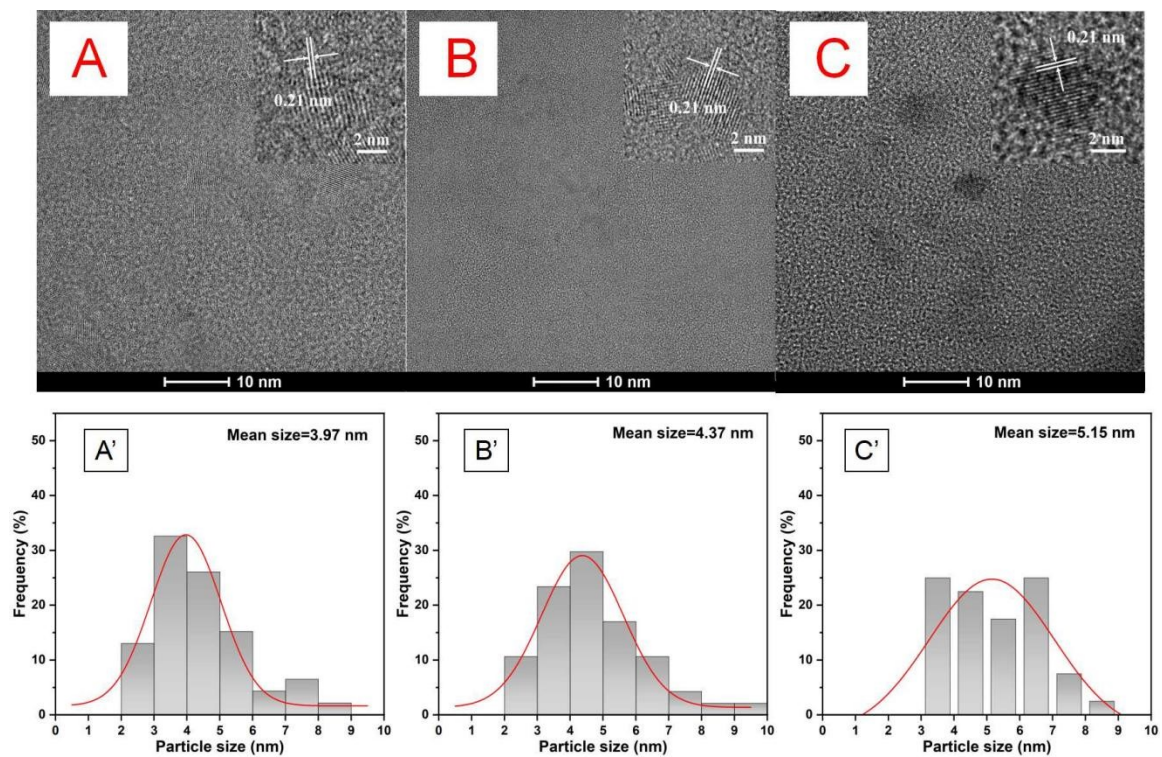 A
0.21 nm
2 nm
10 nm
B
0.21 nm
2 nm
10 nm
C
0.21 nm
2 nm
10 nm
A’
Mean size=3.97 nm
50
40
30
20
10
0
Frequency (%)
0 1 2 3 4 5 6 7 8 9 10
Particle size (nm)
B’
Mean size=4.37 nm
50
40
30
20
10
0
Frequency (%)
0 1 2 3 4 5 6 7 8 9 10
Particle size (nm)
C’
Mean size=5.15 nm
50
40
30
20
10
0
Frequency (%)
0 1 2 3 4 5 6 7 8 9 10
Particle size (nm)